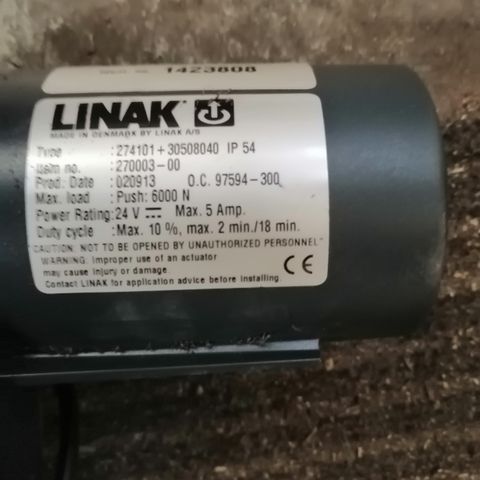 1423808
LINAK®
MADE IN DENMARK BY LINAK A/S
Type :274101+30508040 IP 54
Item no. :270003-00
Prod. Date :020913 O.C. 97594-300
Max. load :Push: 6000 N
Power Rating:24 V Max. 5 Amp.
Duty cycle :Max. 10 %, max. 2 min./18 min.
"CAUTION: NOT TO BE OPENED BY UNAUTHORIZED PERSONNEL"
WARNING: Improper use of an actuator
may cause injury or damage.
Contact LINAK for application advice before installing.
CE